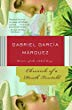 GABRIEL GARCÍA
MÁRQUEZ
Chronicle of a
Death Foretold